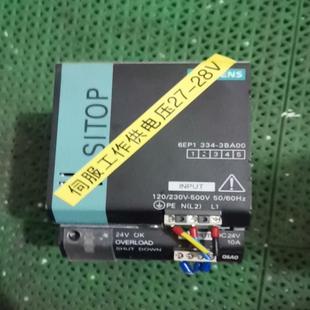 SITOP
伺服工作供电压27-28V
6EP1 334-3BA00
1 2 3 4 5
INPUT
120/230V-500V 50/60Hz
PE N(L2) L1
24V OK
OVERLOAD
SHUT DOWN
DC24V
10A